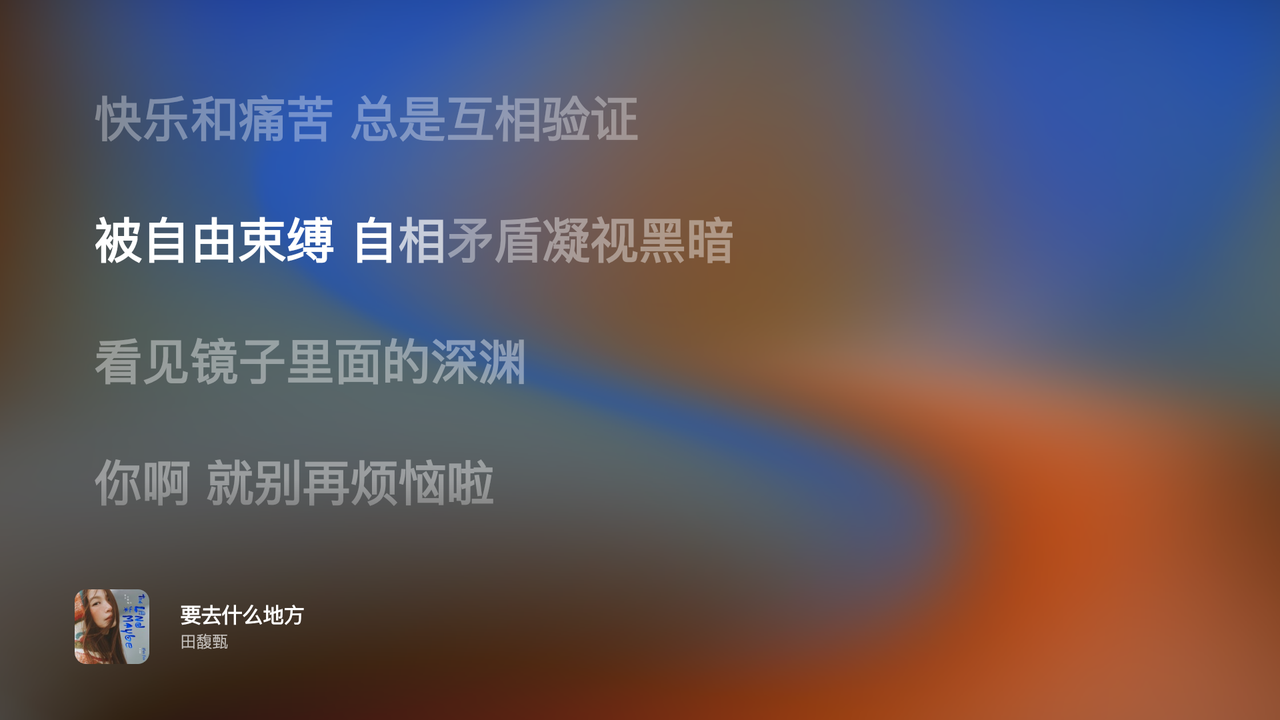 快乐和痛苦 总是互相验证
被自由束缚 自相矛盾凝视黑暗
看见镜子里面的深渊
你啊 就别再烦恼啦
要去什么地方
田馥甄
LAND
MAYBE